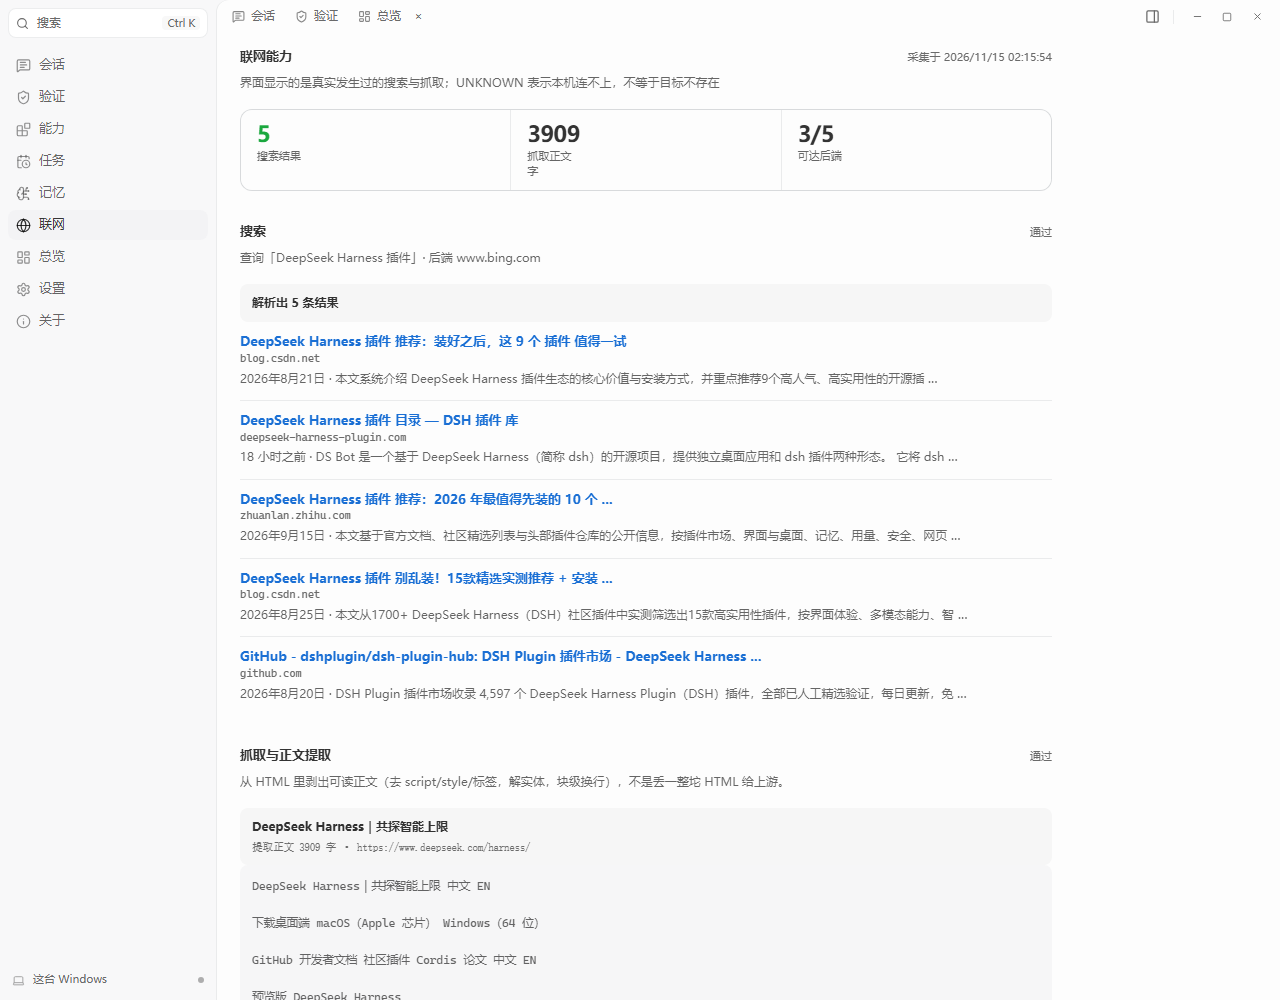 搜索 Ctrl K
会话
验证
能力
任务
记忆
联网
总览
设置
关于
这台 Windows
会话 验证 总览
联网能力 采集于 2026/11/15 02:15:54
界面显示的是真实发生过的搜索与抓取；UNKNOWN 表示本机连不上，不等于目标不存在
5 3909 3/5
搜索结果 抓取正文 可达后端
字
搜索 通过
查询「DeepSeek Harness 插件」· 后端 www.bing.com
解析出 5 条结果
DeepSeek Harness 插件 推荐：装好之后，这 9 个 插件 值得一试
blog.csdn.net
2026年8月21日 · 本文系统介绍 DeepSeek Harness 插件生态的核心价值与安装方式，并重点推荐9个高人气、高实用性的开源插 ...
DeepSeek Harness 插件 目录 — DSH 插件 库
deepseek-harness-plugin.com
18 小时之前 · DS Bot 是一个基于 DeepSeek Harness（简称 dsh）的开源项目，提供独立桌面应用和 dsh 插件两种形态。 它将 dsh ...
DeepSeek Harness 插件 推荐：2026 年最值得先装的 10 个 ...
zhuanlan.zhihu.com
2026年9月15日 · 本文基于官方文档、社区精选列表与头部插件仓库的公开信息，按插件市场、界面与桌面、记忆、用量、安全、网页 ...
DeepSeek Harness 插件 别乱装！15款精选实测推荐 + 安装 ...
blog.csdn.net
2026年8月25日 · 本文从1700+ DeepSeek Harness（DSH）社区插件中实测筛选出15款高实用性插件，按界面体验、多模态能力、智 ...
GitHub - dshplugin/dsh-plugin-hub: DSH Plugin 插件市场 - DeepSeek Harness ...
github.com
2026年8月20日 · DSH Plugin 插件市场收录 4,597 个 DeepSeek Harness Plugin（DSH）插件，全部已人工精选验证，每日更新，免 ...
抓取与正文提取 通过
从 HTML 里剥出可读正文（去 script/style/标签，解实体，块级换行），不是丢一整坨 HTML 给上游。
DeepSeek Harness | 共探智能上限
提取正文 3909 字 · https://www.deepseek.com/harness/
DeepSeek Harness | 共探智能上限 中文 EN
下载桌面端 macOS（Apple 芯片） Windows（64 位）
GitHub 开发者文档 社区插件 Cordis 论文 中文 EN
预览版 DeepSeek Harness